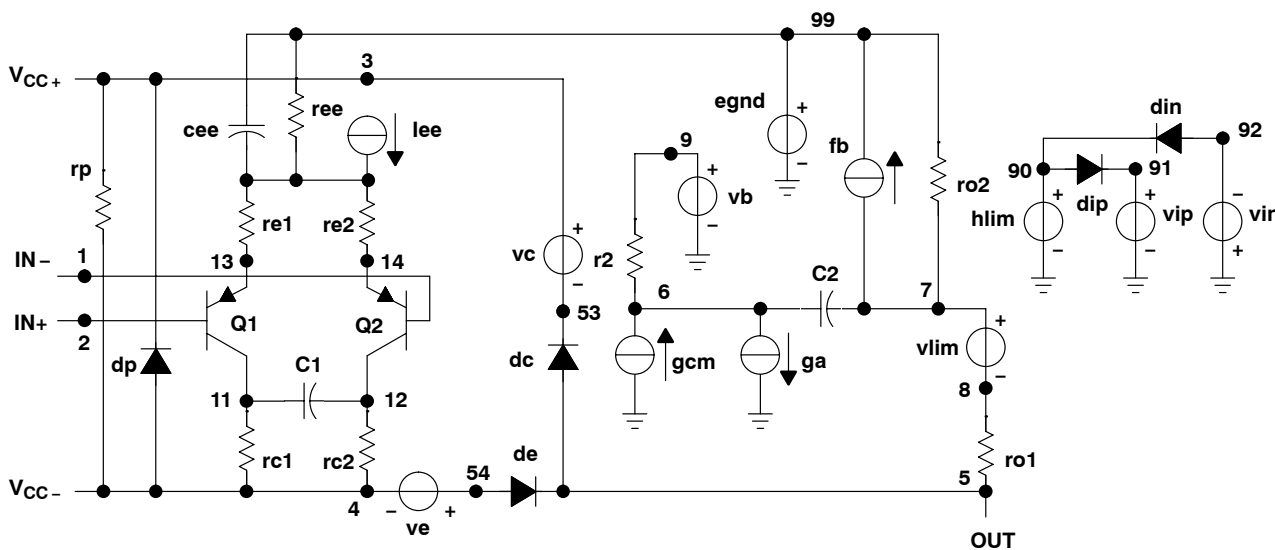 99
VCC+
3
cee
ree
Iee
egnd
fb
din
92
9
rp
vb
ro2
90
91
dip
re1
re2
hlim
vip
vin
IN−
1
13
14
vc
r2
+
−
53
6
C2
7
IN+
2
Q1
Q2
dp
C1
dc
gcm
ga
vlim
+
−
8
11
12
rc1
rc2
de
54
ro1
VCC−
4
−
+
ve
5
OUT
+
−
+
−
+
−
+
−
−
+